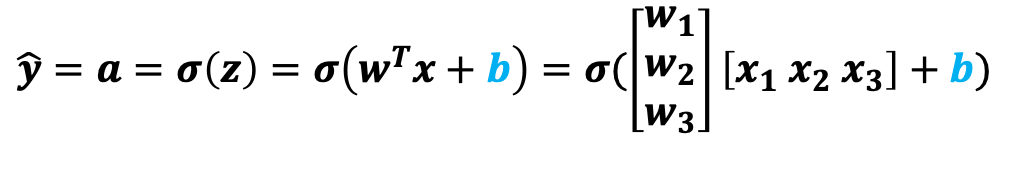 ŷ = a = σ(z) = σ(wᵀx + b) = σ([w₁ w₂ w₃] [x₁ x₂ x₃] + b)